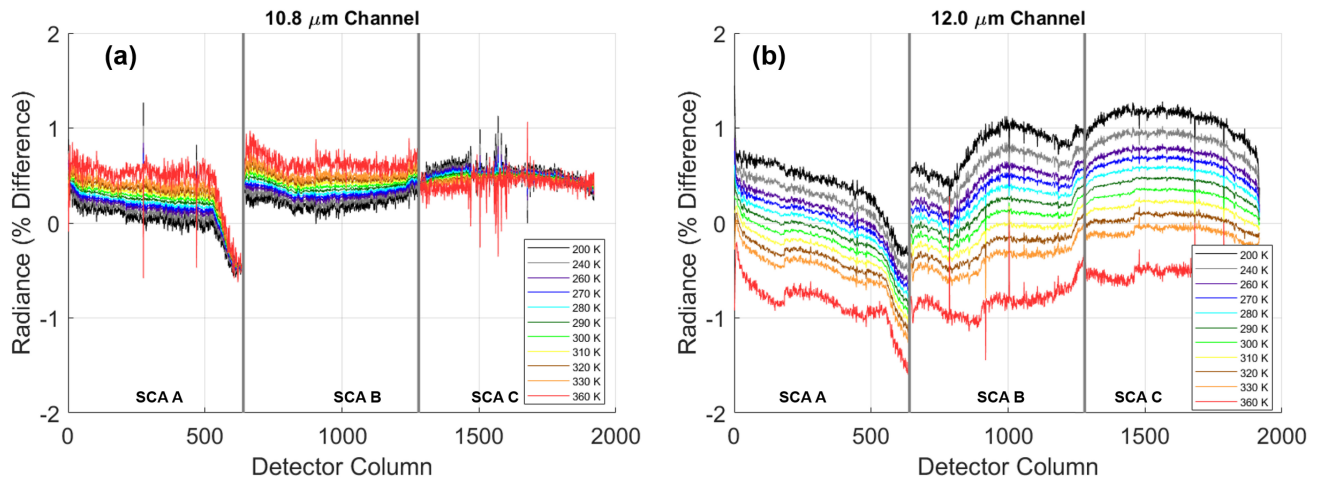 10.8 μm Channel
(a)
Radiance (% Difference)
2
1
0
-1
-2
0
500
1000
1500
2000
SCA A
SCA B
SCA C
200 K
240 K
260 K
270 K
280 K
290 K
300 K
310 K
320 K
330 K
360 K
Detector Column
12.0 μm Channel
(b)
Radiance (% Difference)
2
1
0
-1
-2
0
500
1000
1500
2000
SCA A
SCA B
SCA C
200 K
240 K
260 K
270 K
280 K
290 K
300 K
310 K
320 K
330 K
360 K
Detector Column